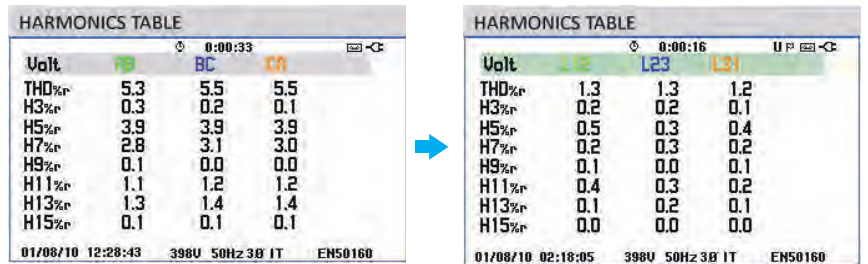 HARMONICS TABLE
0:00:33
Volt AB BC CA
THD%r 5.3 5.5 5.5
H3%r 0.3 0.2 0.1
H5%r 3.9 3.9 3.9
H7%r 2.8 3.1 3.0
H9%r 0.1 0.0 0.0
H11%r 1.1 1.2 1.2
H13%r 1.3 1.4 1.4
H15%r 0.1 0.1 0.1
01/08/10 12:28:43 398V 50Hz 3Ø IT EN50160
HARMONICS TABLE
0:00:16 U
Volt L12 L23 L31
THD%r 1.3 1.3 1.2
H3%r 0.2 0.2 0.1
H5%r 0.5 0.3 0.4
H7%r 0.2 0.3 0.2
H9%r 0.1 0.0 0.1
H11%r 0.4 0.3 0.2
H13%r 0.1 0.2 0.1
H15%r 0.0 0.0 0.0
01/08/10 02:18:05 398V 50Hz 3Ø IT EN50160